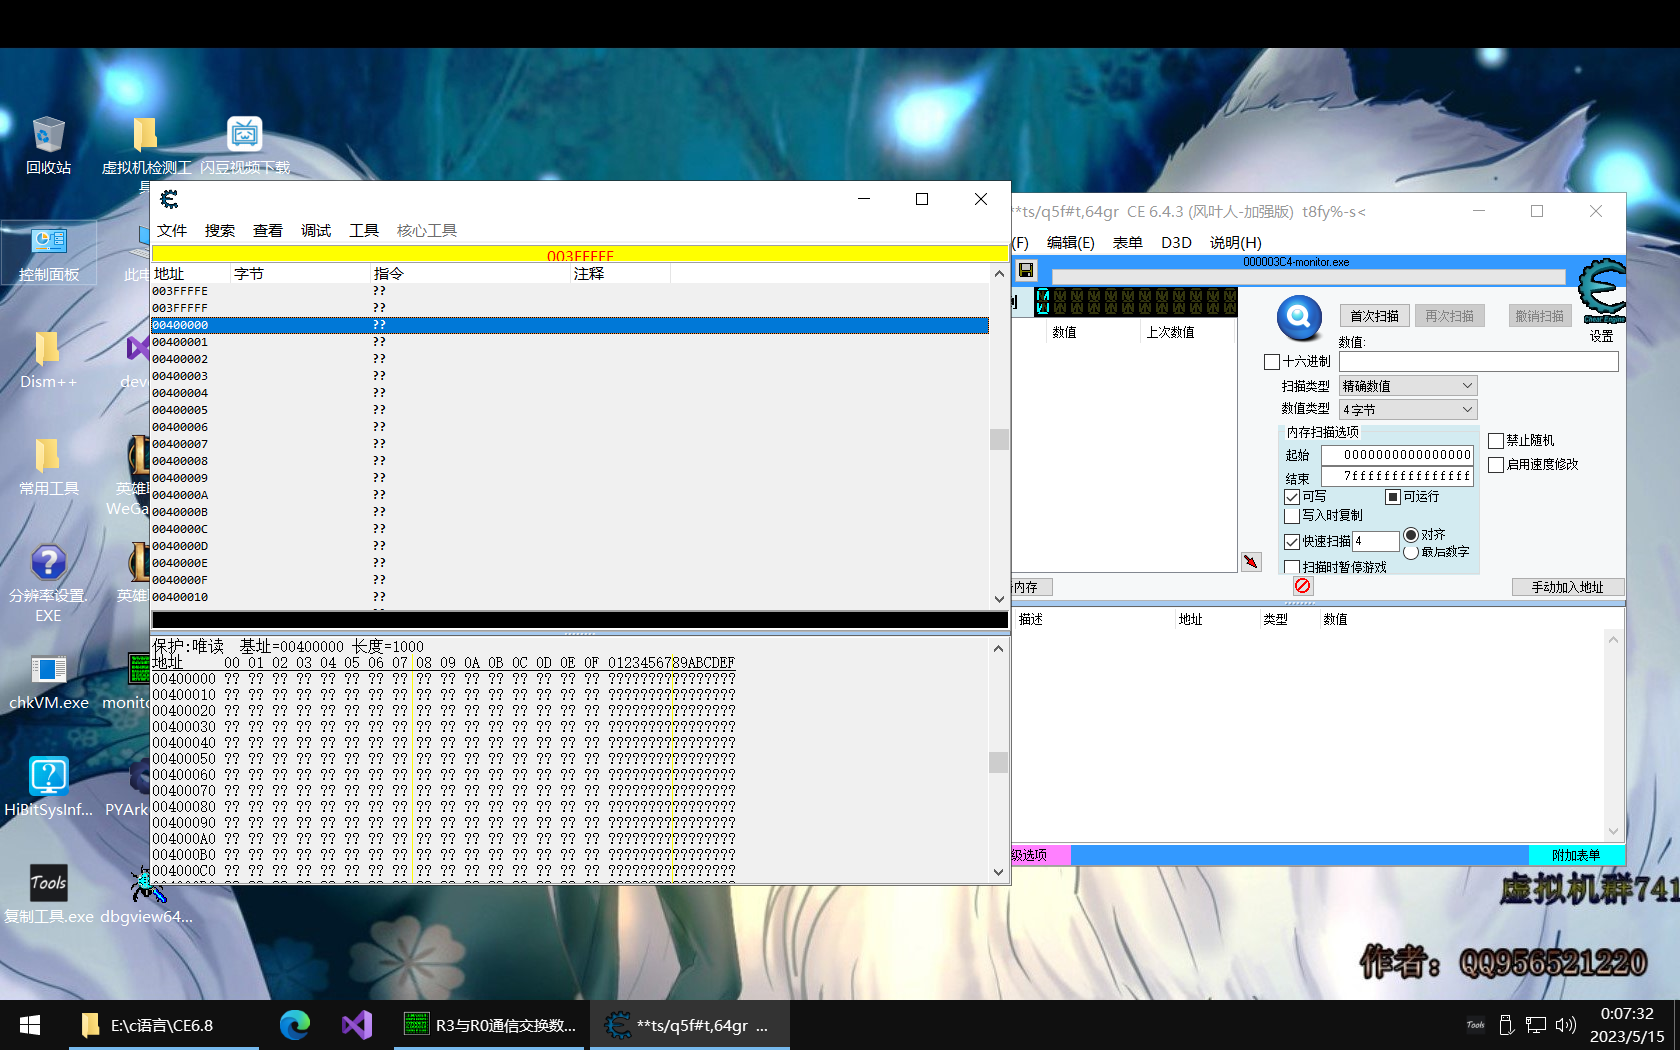 回收站
虚拟机检测工
具
闪豆视频下载
控制面板
此电
Dism++
dev
常用工具
英雄联
WeGa
分辨率设置.
EXE
英雄
chkVM.exe
monito
HiBitSysInf...
PYArk
Tools
复制工具.exe
dbgview64...
文件 搜索 查看 调试 工具 核心工具
003FFFFF
地址 字节 指令 注释
003FFFFE ??
003FFFFF ??
00400000 ??
00400001 ??
00400002 ??
00400003 ??
00400004 ??
00400005 ??
00400006 ??
00400007 ??
00400008 ??
00400009 ??
0040000A ??
0040000B ??
0040000C ??
0040000D ??
0040000E ??
0040000F ??
00400010 ??
保护:唯读 基址=00400000 长度=1000
地址 00 01 02 03 04 05 06 07 08 09 0A 0B 0C 0D 0E 0F 0123456789ABCDEF
00400000 ?? ?? ?? ?? ?? ?? ?? ?? ?? ?? ?? ?? ?? ?? ?? ?? ????????????????
00400010 ?? ?? ?? ?? ?? ?? ?? ?? ?? ?? ?? ?? ?? ?? ?? ?? ????????????????
00400020 ?? ?? ?? ?? ?? ?? ?? ?? ?? ?? ?? ?? ?? ?? ?? ?? ????????????????
00400030 ?? ?? ?? ?? ?? ?? ?? ?? ?? ?? ?? ?? ?? ?? ?? ?? ????????????????
00400040 ?? ?? ?? ?? ?? ?? ?? ?? ?? ?? ?? ?? ?? ?? ?? ?? ????????????????
00400050 ?? ?? ?? ?? ?? ?? ?? ?? ?? ?? ?? ?? ?? ?? ?? ?? ????????????????
00400060 ?? ?? ?? ?? ?? ?? ?? ?? ?? ?? ?? ?? ?? ?? ?? ?? ????????????????
00400070 ?? ?? ?? ?? ?? ?? ?? ?? ?? ?? ?? ?? ?? ?? ?? ?? ????????????????
00400080 ?? ?? ?? ?? ?? ?? ?? ?? ?? ?? ?? ?? ?? ?? ?? ?? ????????????????
00400090 ?? ?? ?? ?? ?? ?? ?? ?? ?? ?? ?? ?? ?? ?? ?? ?? ????????????????
004000A0 ?? ?? ?? ?? ?? ?? ?? ?? ?? ?? ?? ?? ?? ?? ?? ?? ????????????????
004000B0 ?? ?? ?? ?? ?? ?? ?? ?? ?? ?? ?? ?? ?? ?? ?? ?? ????????????????
004000C0 ?? ?? ?? ?? ?? ?? ?? ?? ?? ?? ?? ?? ?? ?? ?? ?? ????????????????
**ts/q5f#t,64gr CE 6.4.3 (风叶人-加强版) t8fy%-s<
(F) 编辑(E) 表单 D3D 说明(H)
000003C4-monitor.exe
数值 上次数值
首次扫描 再次扫描 撤销扫描
Cheat Engine
设置
数值:
十六进制
扫描类型 精确数值
数值类型 4字节
内存扫描选项
起始 0000000000000000
结束 7fffffffffffffff
可写 可运行
写入时复制
快速扫描 4 对齐
最后数字
扫描时暂停游戏
禁止随机
启用速度修改
内存
手动加入地址
描述 地址 类型 数值
级选项
附加表单
虚拟机群741
作者：QQ956521220
E:\c语言\CE6.8
R3与R0通信交换数...
**ts/q5f#t,64gr ...
Tools
0:07:32
2023/5/15